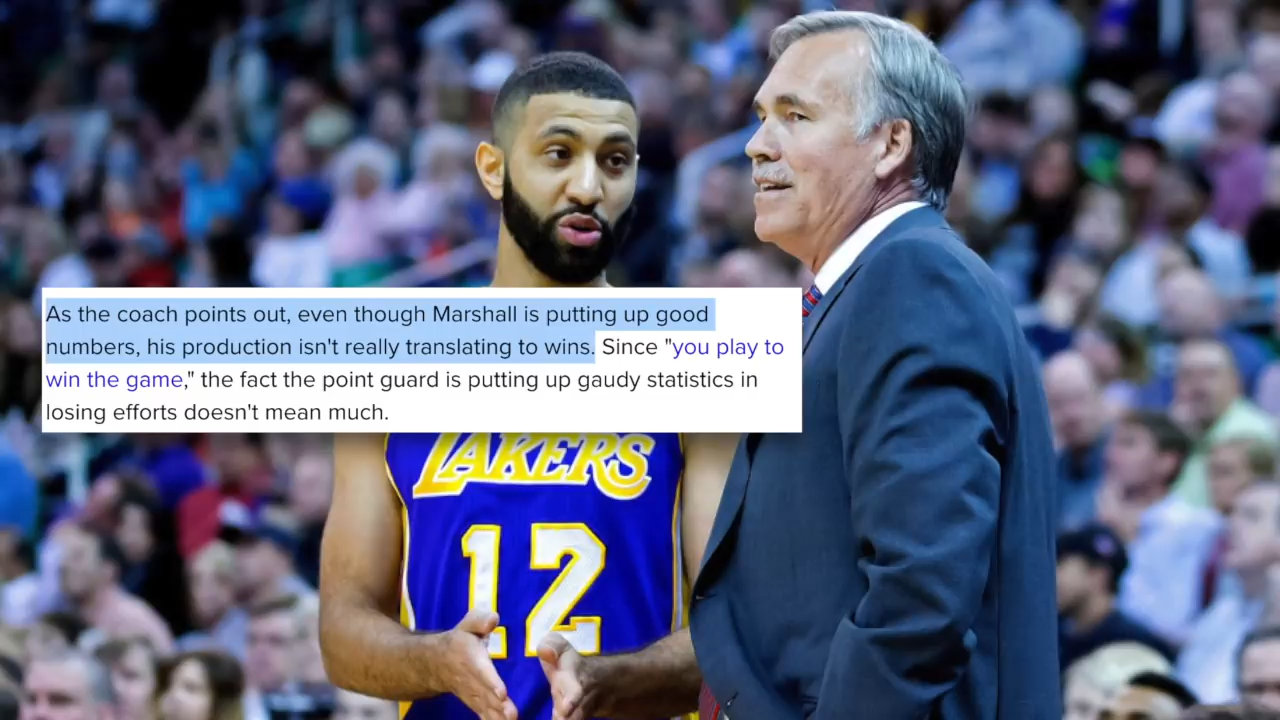 As the coach points out, even though Marshall is putting up good
numbers, his production isn't really translating to wins. Since "you play to
win the game," the fact the point guard is putting up gaudy statistics in
losing efforts doesn't mean much.
LAKERS
12